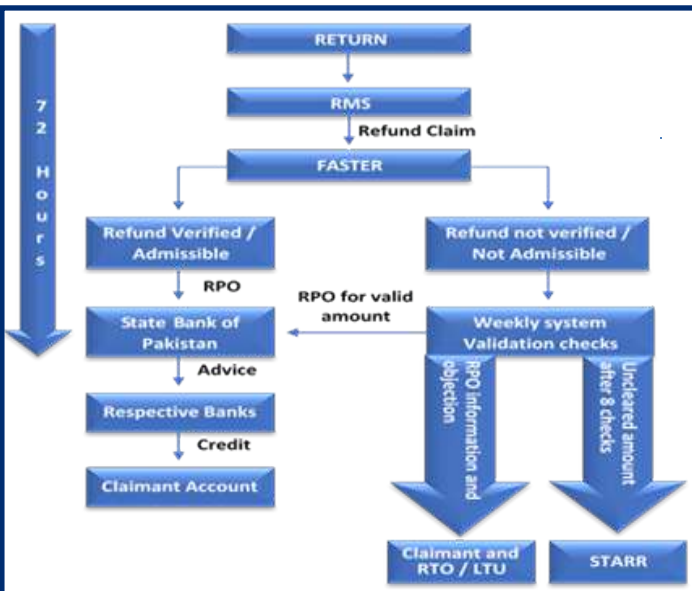 72 Hours
RETURN
RMS
Refund Claim
FASTER
Refund Verified /
Admissible
Refund not verified /
Not Admissible
RPO
RPO for valid
amount
State Bank of
Pakistan
Weekly system
Validation checks
Advice
RPO information and
objection
Uncleared amount
after 8 checks
Respective Banks
Credit
Claimant Account
Claimant and
RTO / LTU
STARR